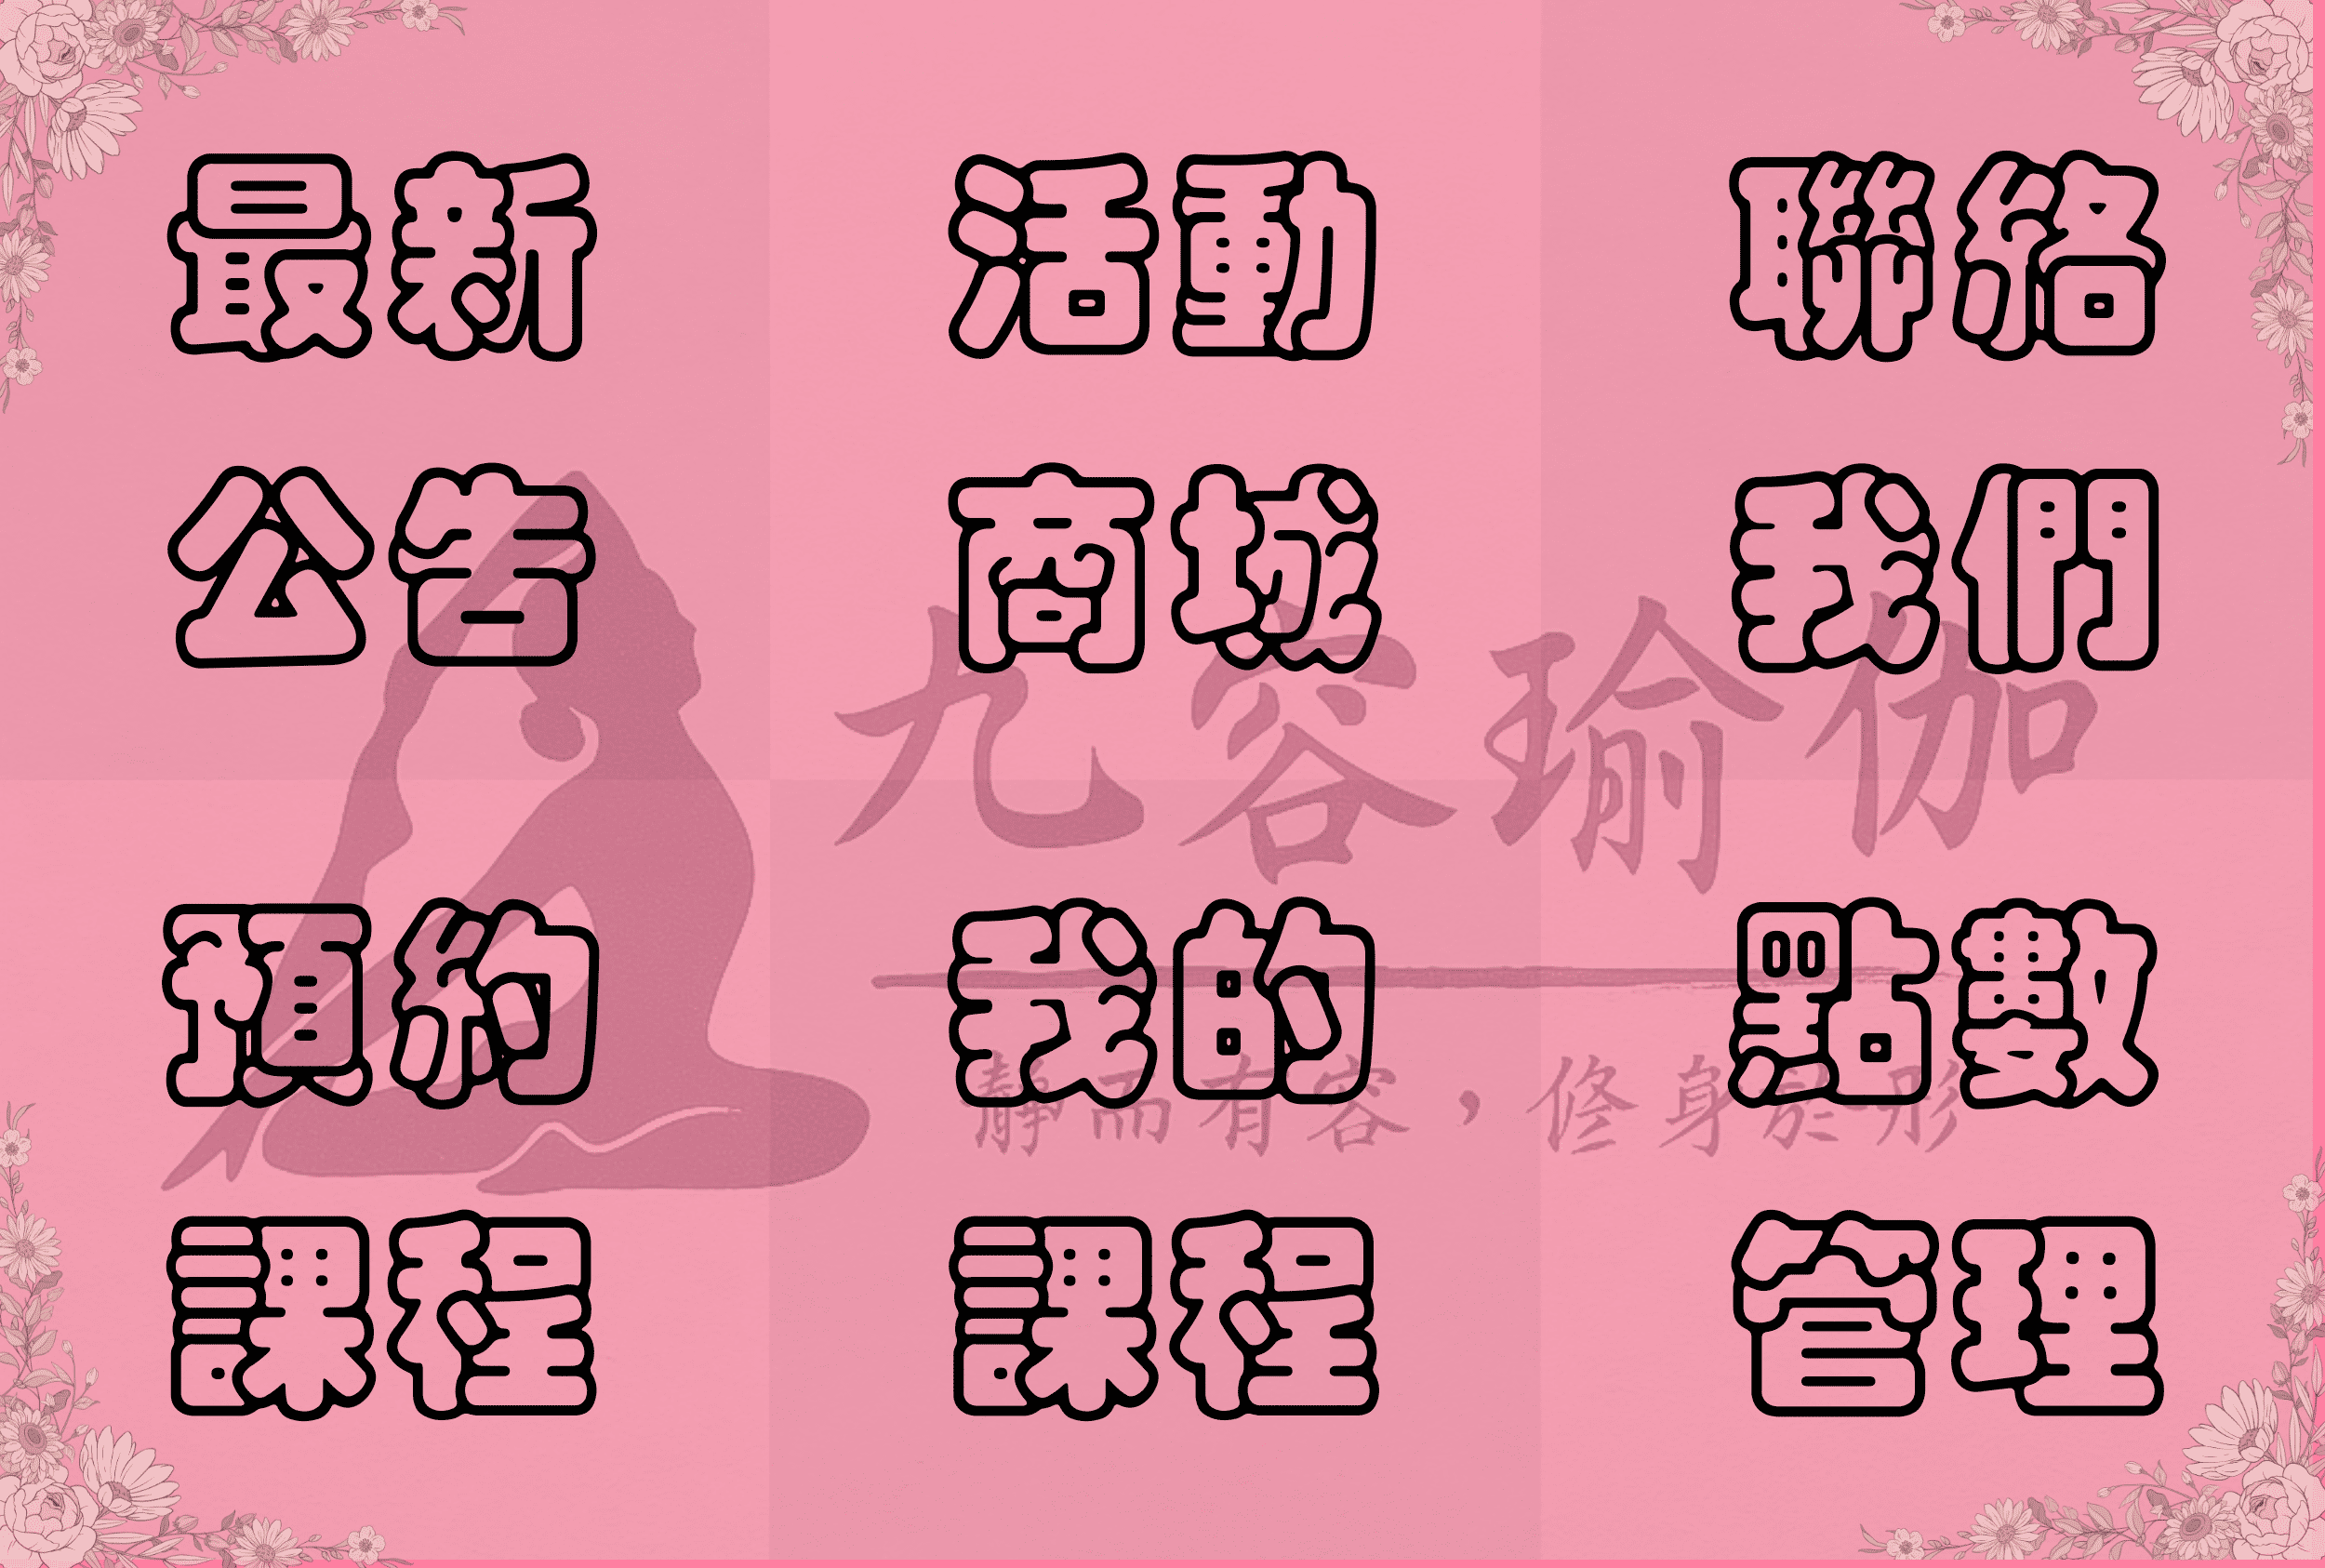 最新 活動 聯絡
公告 商城 我們
九容瑜伽
預約 我的 點數
靜而有容，修身於形
課程 課程 管理